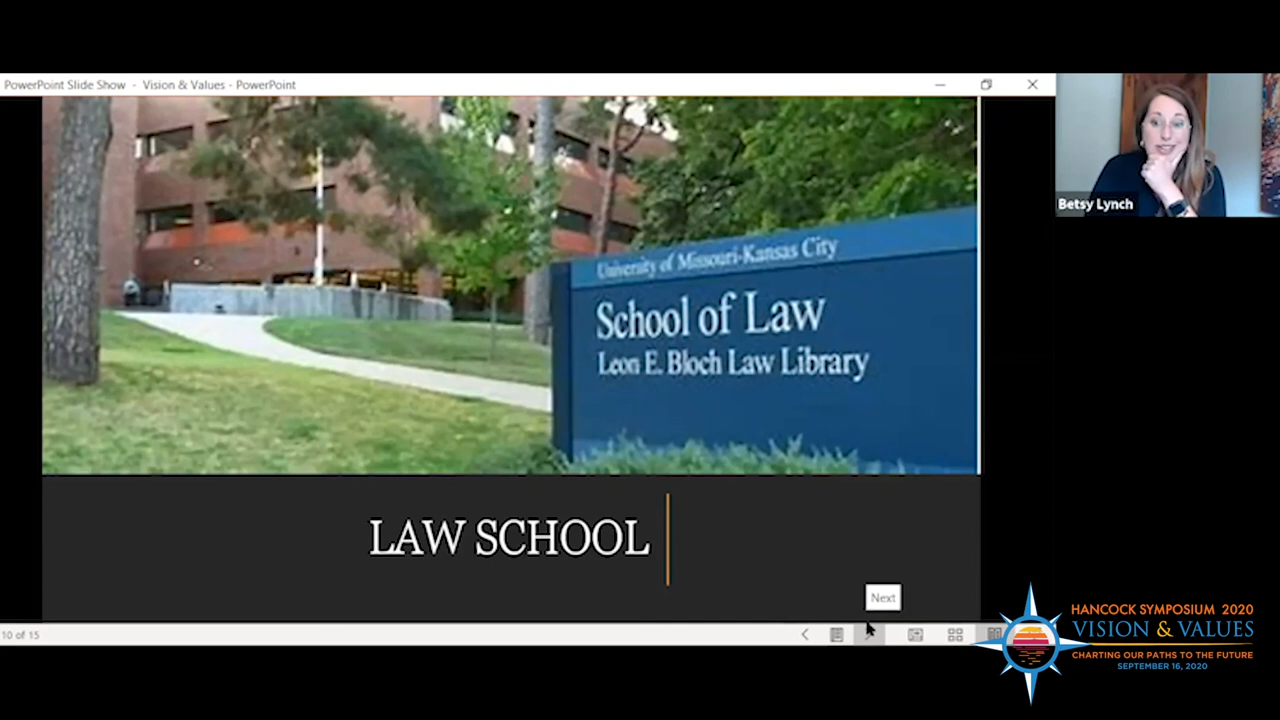 PowerPoint Slide Show - Vision & Values - PowerPoint
Betsy Lynch
University of Missouri-Kansas City
School of Law
Leon E. Bloch Law Library
LAW SCHOOL
Next
10 of 15
HANCOCK SYMPOSIUM 2020
VISION & VALUES
CHARTING OUR PATHS TO THE FUTURE
SEPTEMBER 16, 2020